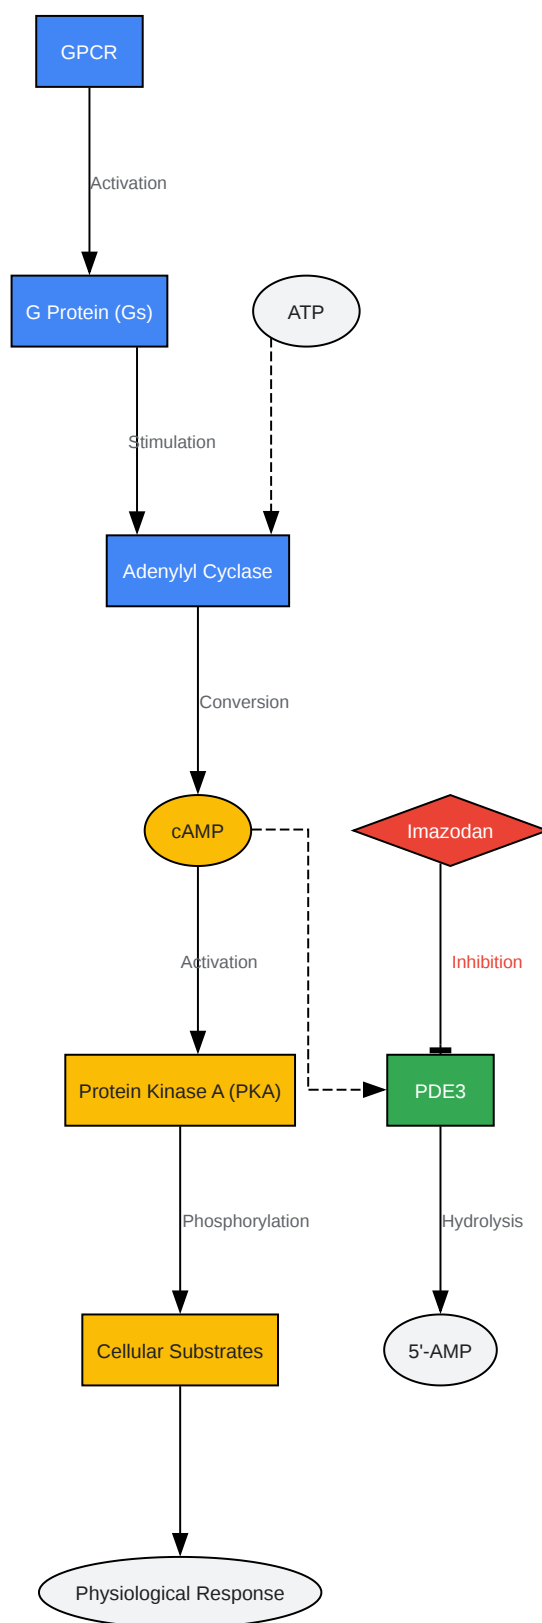 GPCR
Activation
G Protein (Gs)
ATP
Stimulation
Adenylyl Cyclase
Conversion
cAMP
Imazodan
Activation
Inhibition
Protein Kinase A (PKA)
PDE3
Phosphorylation
Hydrolysis
Cellular Substrates
5'-AMP
Physiological Response